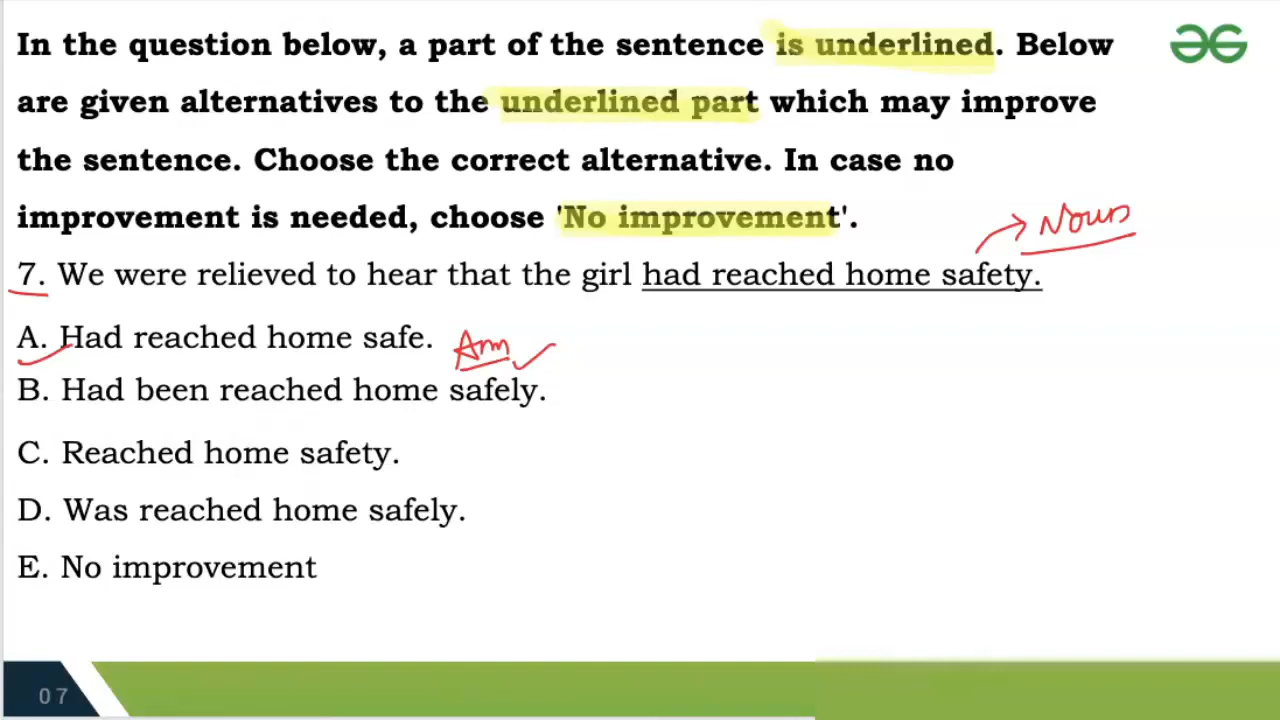 In the question below, a part of the sentence is underlined. Below
are given alternatives to the underlined part which may improve
the sentence. Choose the correct alternative. In case no
improvement is needed, choose 'No improvement'.
Noun
7. We were relieved to hear that the girl had reached home safety.
A. Had reached home safe.
Ans
B. Had been reached home safely.
C. Reached home safety.
D. Was reached home safely.
E. No improvement
07